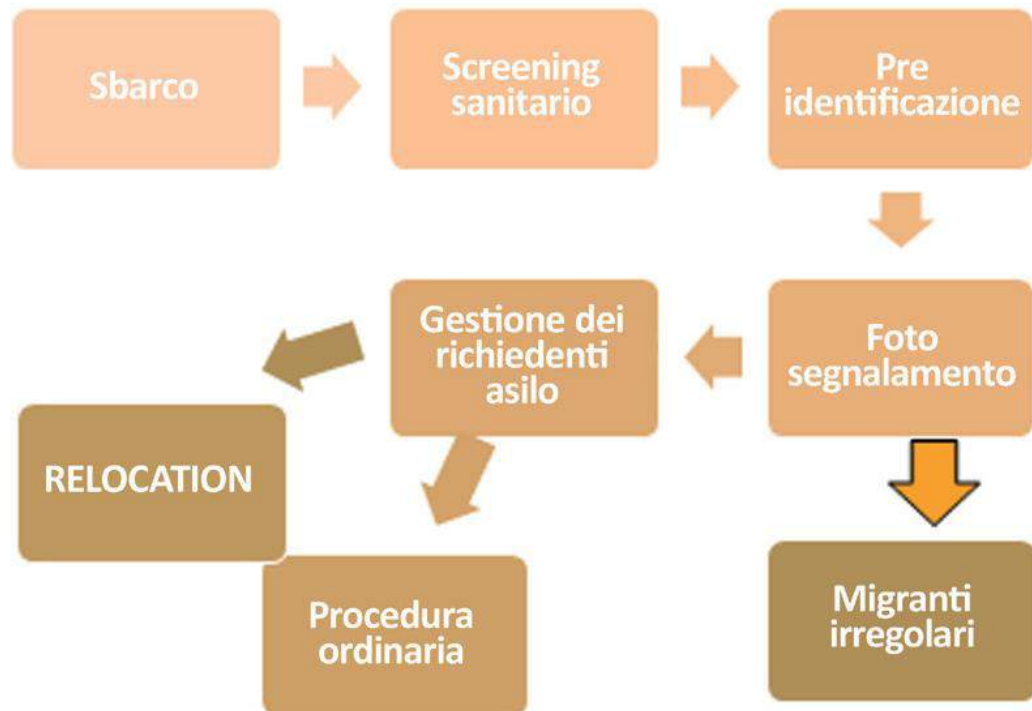 Sbarco
Screening
sanitario
Pre
identificazione
Gestione dei
richiedenti
asilo
Foto
segnalamento
RELOCATION
Procedura
ordinaria
Migranti
irregolari